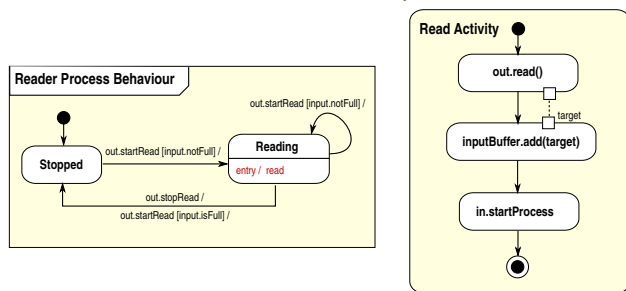 Reader Process Behaviour
out.startRead [input.notFull] /
Stopped
out.startRead [input.notFull] /
Reading
entry / read
out.stopRead /
out.startRead [input.isFull] /
Read Activity
out.read()
target
inputBuffer.add(target)
in.startProcess